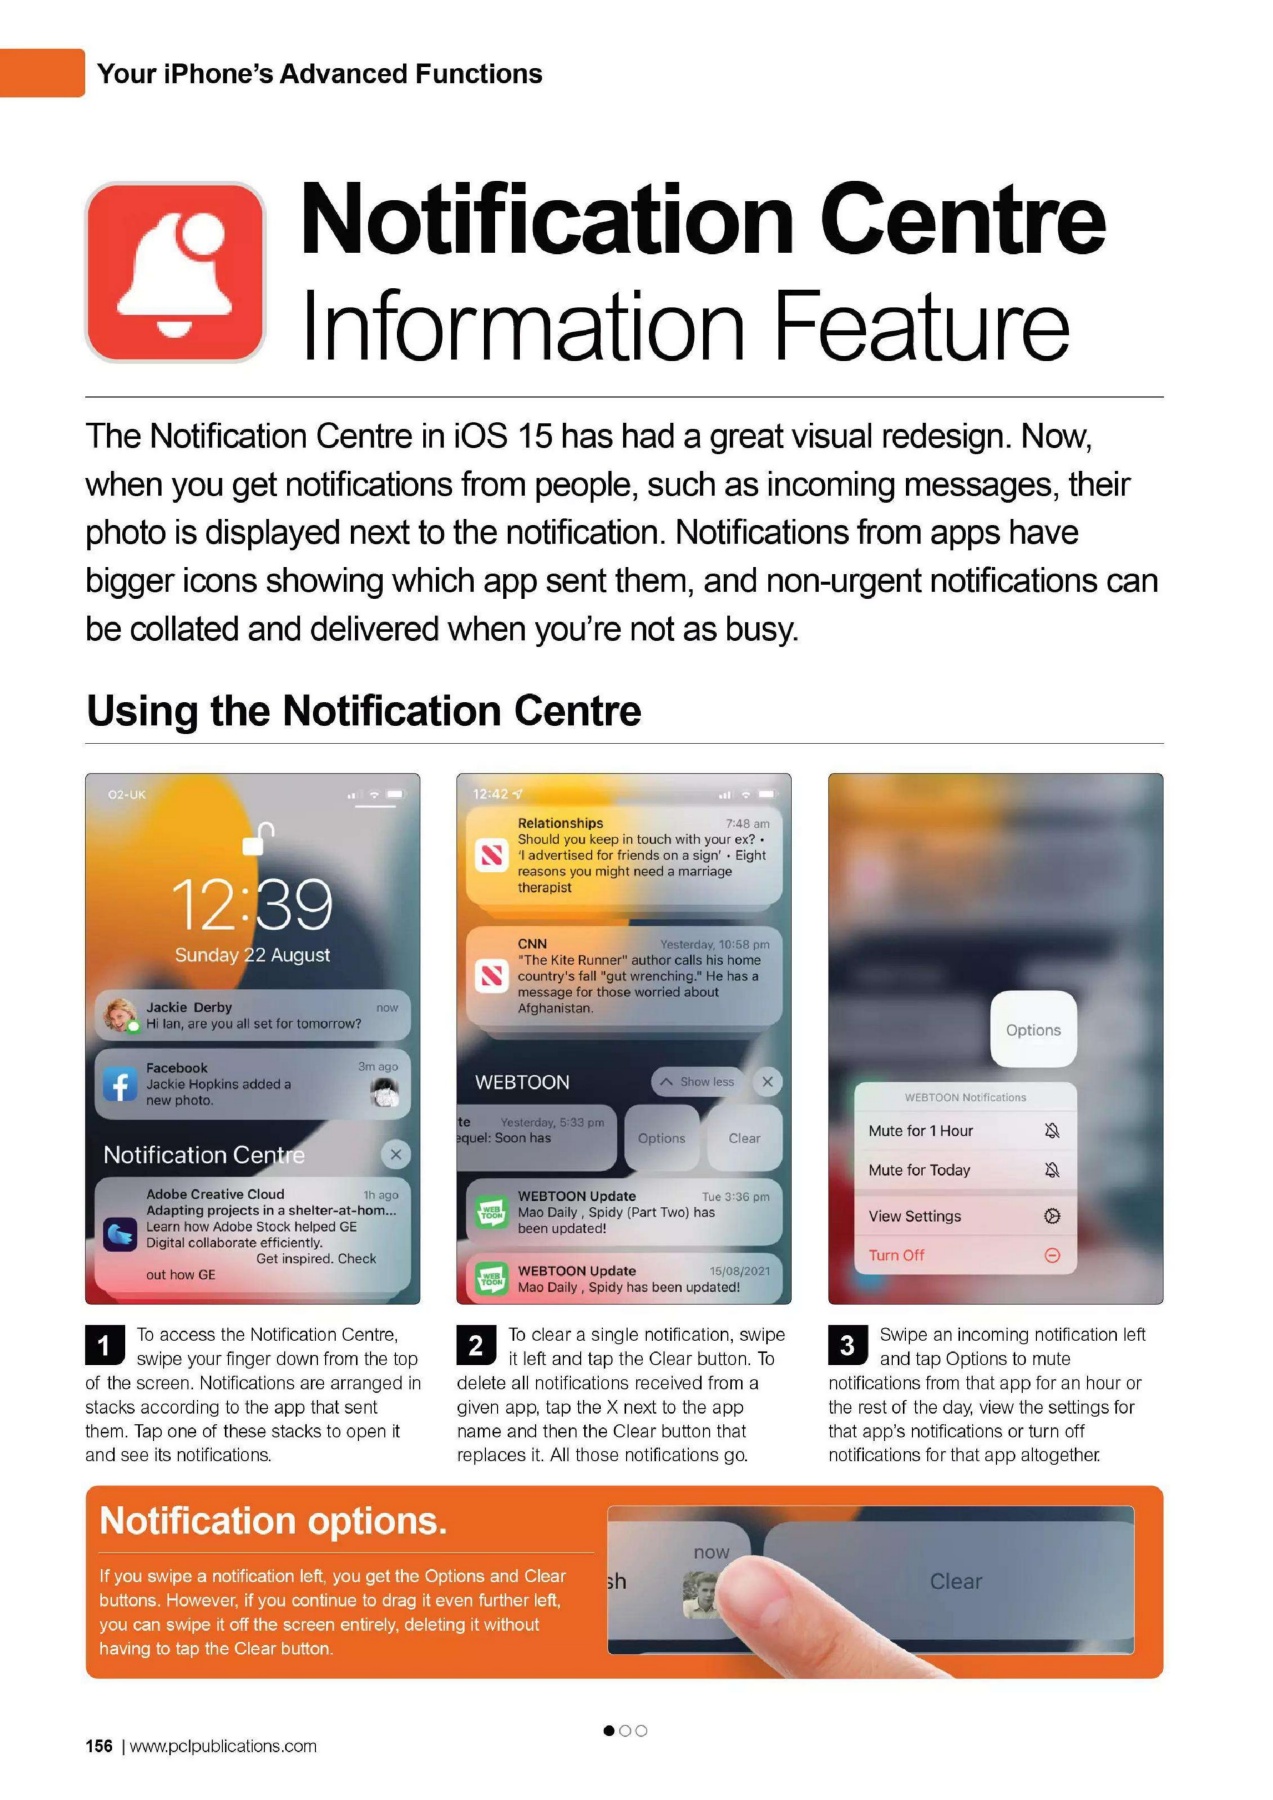 Your iPhone's Advanced Functions
Notification Centre
Information Feature
The Notification Centre in iOS 15 has had a great visual redesign. Now,
when you get notifications from people, such as incoming messages, their
photo is displayed next to the notification. Notifications from apps have
bigger icons showing which app sent them, and non-urgent notifications can
be collated and delivered when you're not as busy.
Using the Notification Centre
O2-UK
12:39
Sunday 22 August
Jackie Derby now
Hi Ian, are you all set for tomorrow?
Facebook 3m ago
Jackie Hopkins added a
new photo.
Notification Centre
Adobe Creative Cloud 1h ago
Adapting projects in a shelter-at-hom...
Learn how Adobe Stock helped GE
Digital collaborate efficiently.
Get inspired. Check
out how GE
12:42
Relationships 7:48 am
Should you keep in touch with your ex? •
'I advertised for friends on a sign' • Eight
reasons you might need a marriage
therapist
CNN Yesterday, 10:58 pm
"The Kite Runner" author calls his home
country's fall "gut wrenching." He has a
message for those worried about
Afghanistan.
WEBTOON Show less
te Yesterday, 5:33 pm
equel: Soon has
Options Clear
WEBTOON Update Tue 3:36 pm
Mao Daily , Spidy (Part Two) has
been updated!
WEB
TOON
WEBTOON Update 15/08/2021
Mao Daily , Spidy has been updated!
WEB
TOON
Options
WEBTOON Notifications
Mute for 1 Hour
Mute for Today
View Settings
Turn Off
1 To access the Notification Centre,
swipe your finger down from the top
of the screen. Notifications are arranged in
stacks according to the app that sent
them. Tap one of these stacks to open it
and see its notifications.
2 To clear a single notification, swipe
it left and tap the Clear button. To
delete all notifications received from a
given app, tap the X next to the app
name and then the Clear button that
replaces it. All those notifications go.
3 Swipe an incoming notification left
and tap Options to mute
notifications from that app for an hour or
the rest of the day, view the settings for
that app's notifications or turn off
notifications for that app altogether.
Notification options.
If you swipe a notification left, you get the Options and Clear
buttons. However, if you continue to drag it even further left,
you can swipe it off the screen entirely, deleting it without
having to tap the Clear button.
now
sh
Clear
156 | www.pclpublications.com